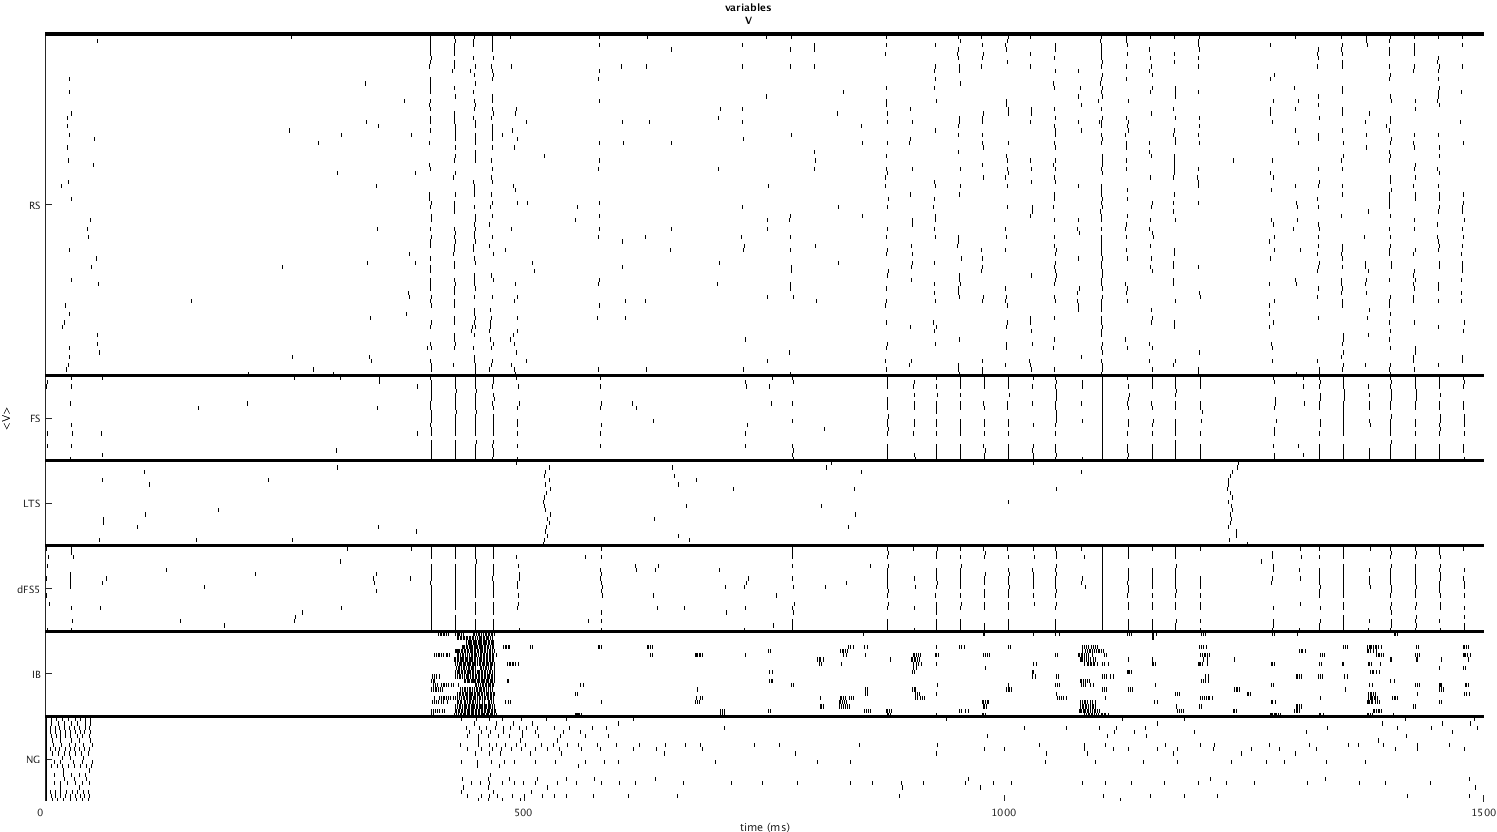 variables
V
RS
FS
LTS
dFS5
IB
NG
<V>
0 500 1000 1500
time (ms)